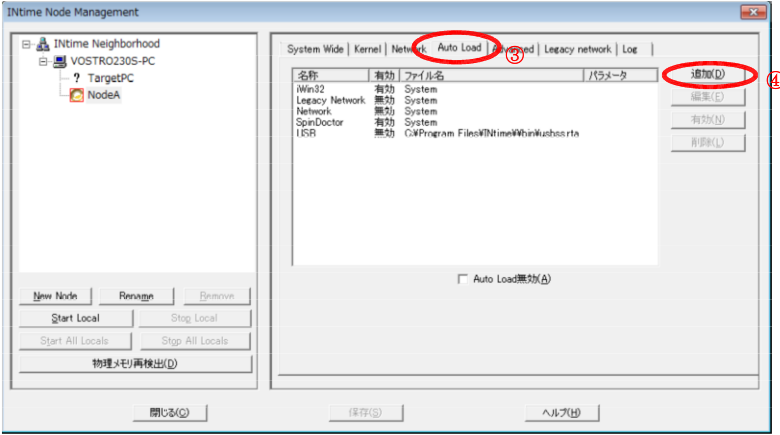 INtime Node Management
INtime Neighborhood
VOSTRO230S-PC
? TargetPC
NodeA
New Node Rename Remove
Start Local Stop Local
Start All Locals Stop All Locals
物理メモリ再検出(D)
System Wide Kernel Network Auto Load Advanced Legacy network Log
③
名称 有効 ファイル名 パラメータ
iWin32 有効 System
Legacy Network 無効 System
Network 無効 System
SpinDoctor 有効 System
USB 無効 C:¥Program Files¥INtime¥¥bin¥usbss.rta
追加(D)
④
編集(E)
有効(N)
削除(L)
Auto Load無効(A)
閉じる(C) 保存(S) ヘルプ(H)